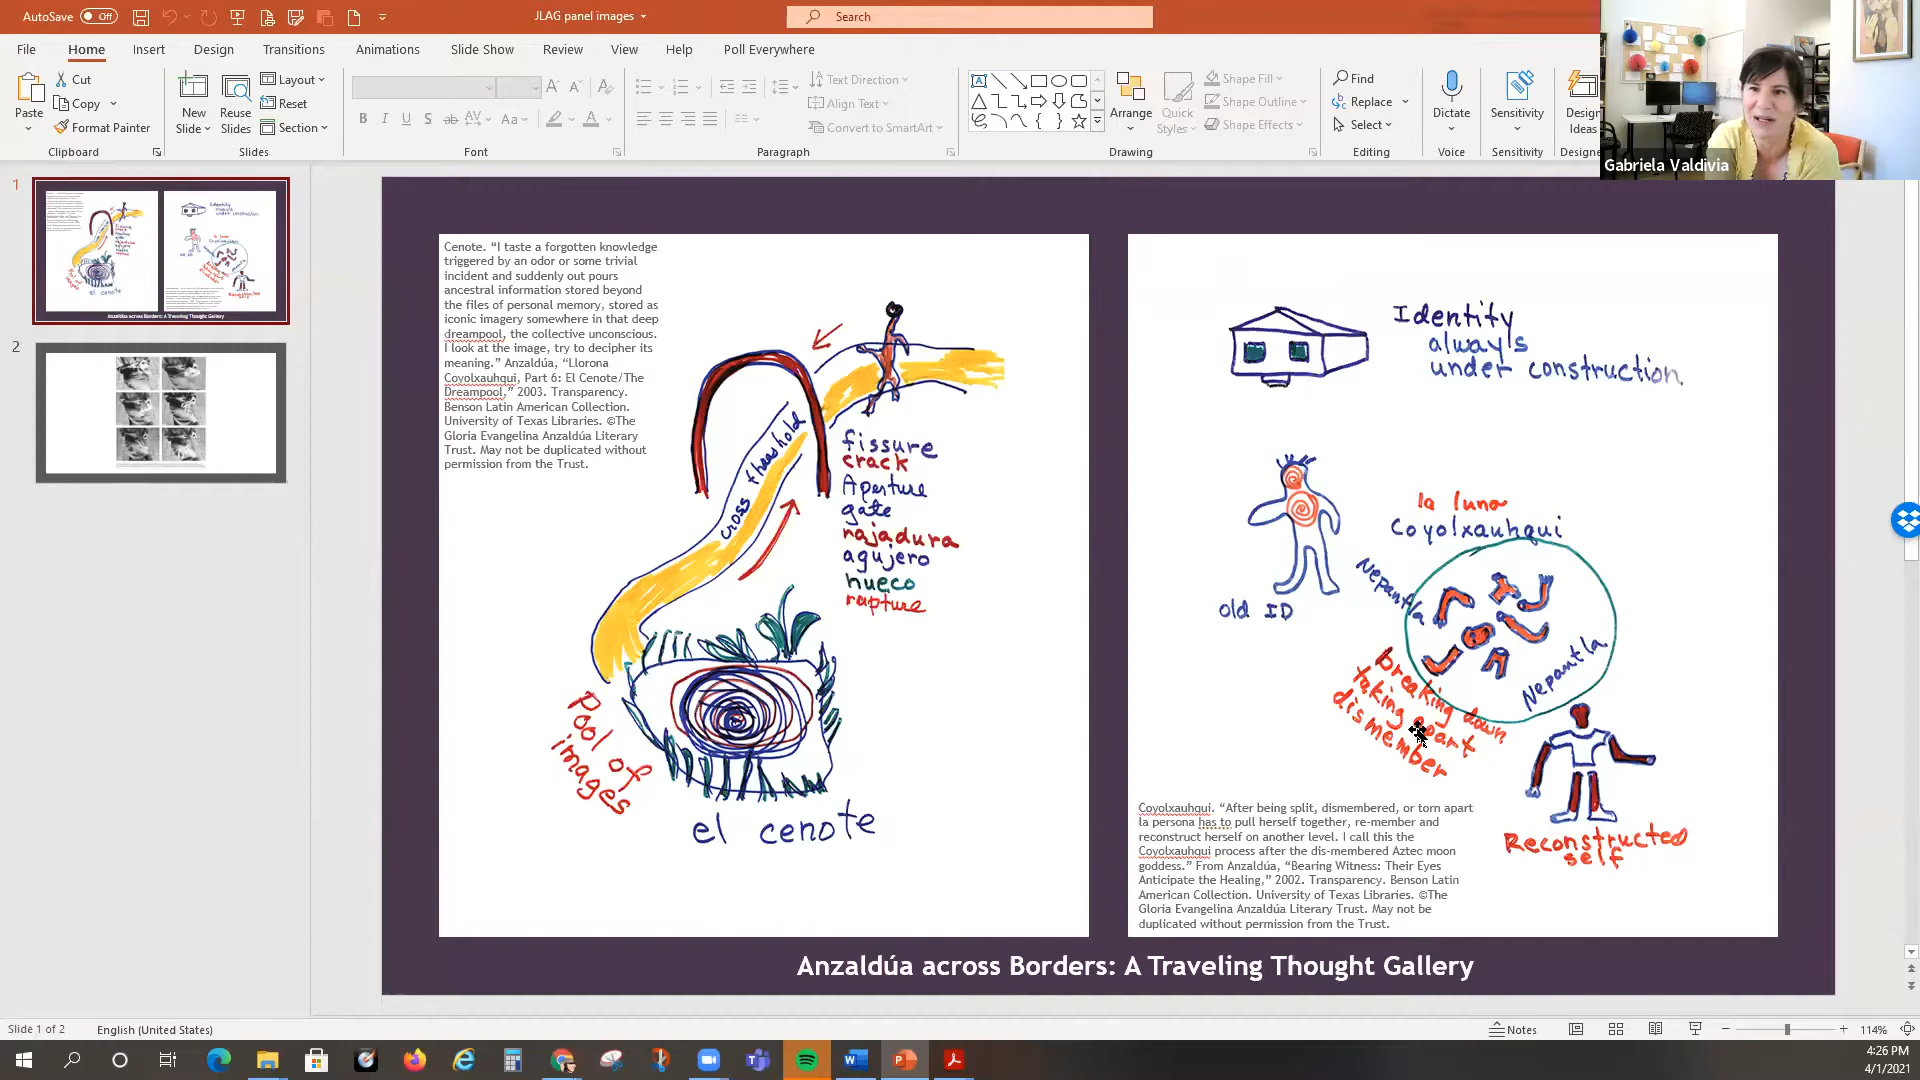 AutoSave Off
JLAG panel images
Search
File Home Insert Design Transitions Animations Slide Show Review View Help Poll Everywhere
Paste
Cut
Copy
Format Painter
Clipboard
New
Slide
Reuse
Slides
Layout
Reset
Section
Slides
B I U S ab AV Aa A
Font
Text Direction
Align Text
Convert to SmartArt
Paragraph
Arrange
Quick
Styles
Shape Fill
Shape Outline
Shape Effects
Drawing
Find
Replace
Select
Editing
Dictate
Voice
Sensitivity
Sensitivity
Design
Ideas
Designe
Gabriela Valdivia
1
2
Cenote. “I taste a forgotten knowledge
triggered by an odor or some trivial
incident and suddenly out pours
ancestral information stored beyond
the files of personal memory, stored as
iconic imagery somewhere in that deep
dreampool, the collective unconscious.
I look at the image, try to decipher its
meaning.” Anzaldúa, “Llorona
Coyolxauhqui, Part 6: El Cenote/The
Dreampool,” 2003. Transparency.
Benson Latin American Collection.
University of Texas Libraries. ©The
Gloria Evangelina Anzaldúa Literary
Trust. May not be duplicated without
permission from the Trust.
cross threshold
fissure
crack
Aperture
gate
rajadura
agujero
hueco
rapture
Pool of
images
el cenote
Identity
always
under construction
old ID
la luna
Coyolxauhqui
Nepantla
Nepantla
breaking down
taking apart
dismember
Reconstructed
self
Coyolxauhqui. “After being split, dismembered, or torn apart
la persona has to pull herself together, re-member and
reconstruct herself on another level. I call this the
Coyolxauhqui process after the dis-membered Aztec moon
goddess.” From Anzaldúa, “Bearing Witness: Their Eyes
Anticipate the Healing,” 2002. Transparency. Benson Latin
American Collection. University of Texas Libraries. ©The
Gloria Evangelina Anzaldúa Literary Trust. May not be
duplicated without permission from the Trust.
Anzaldúa across Borders: A Traveling Thought Gallery
Slide 1 of 2
English (United States)
Notes
114%
4:26 PM
4/1/2021